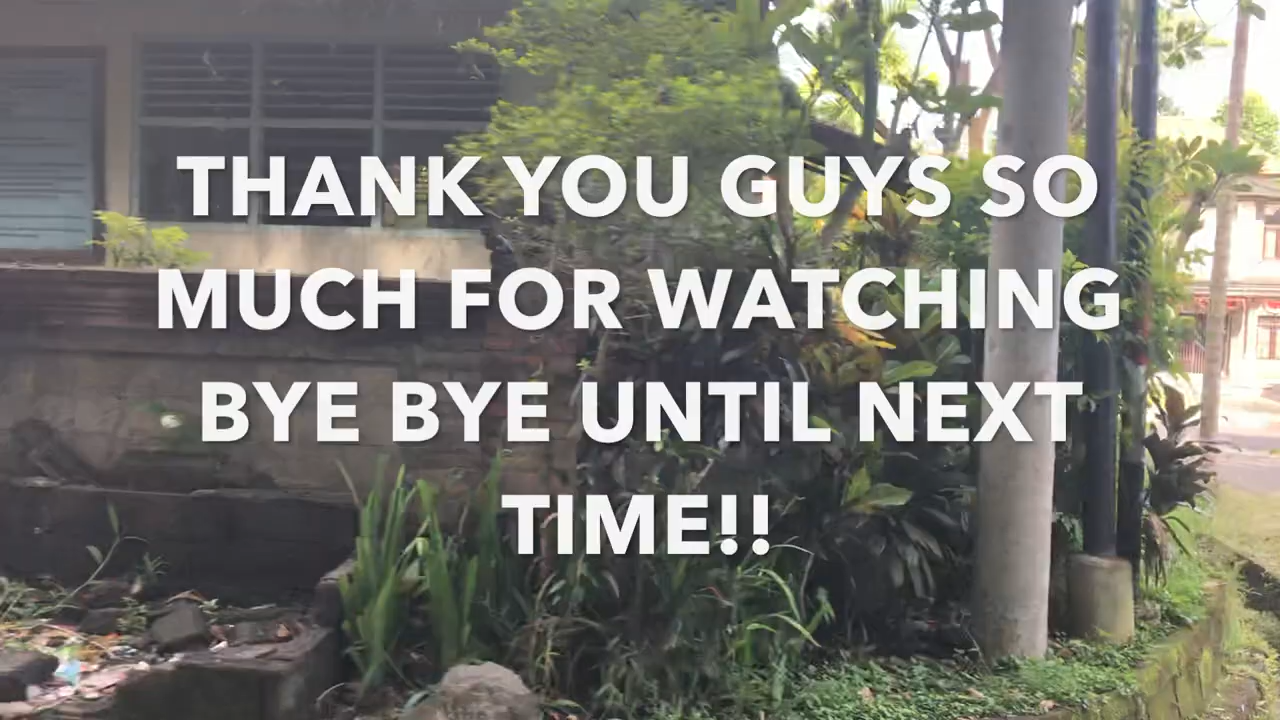 THANK YOU GUYS SO
MUCH FOR WATCHING
BYE BYE UNTIL NEXT
TIME!!